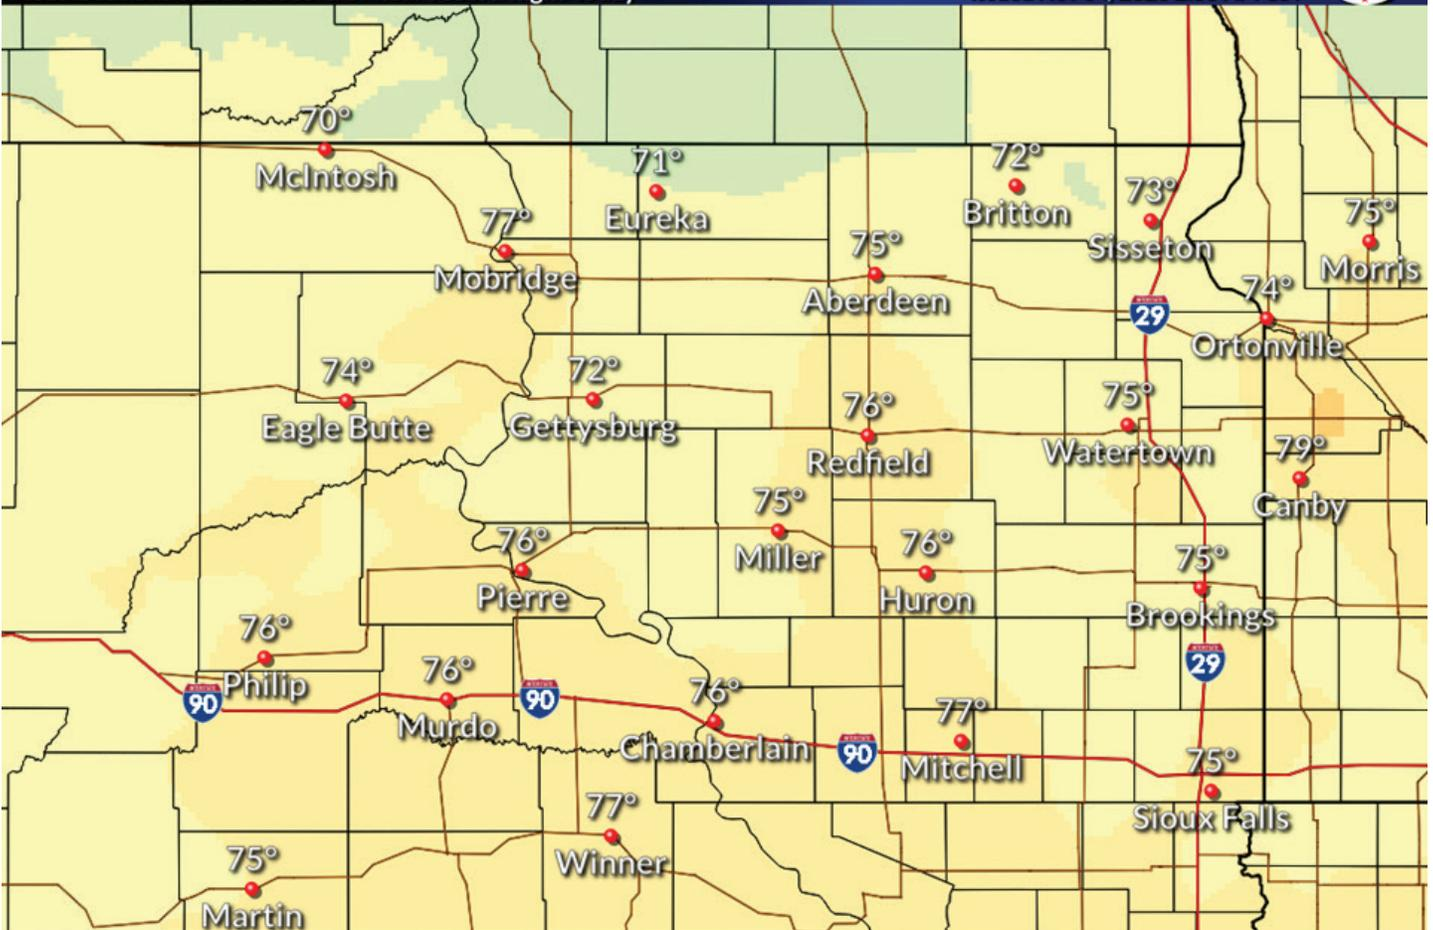 70°
McIntosh
71°
Eureka
72°
Britton
73°
Sisseton
75°
Morris
77°
Mobridge
75°
Aberdeen
29
74°
Ortonville
74°
Eagle Butte
72°
Gettysburg
76°
Redfield
75°
Watertown
79°
Canby
75°
Miller
76°
Pierre
76°
Huron
75°
Brookings
76°
Philip
90
76°
Murdo
90
76°
Chamberlain
90
77°
Mitchell
29
75°
Sioux Falls
77°
Winner
75°
Martin